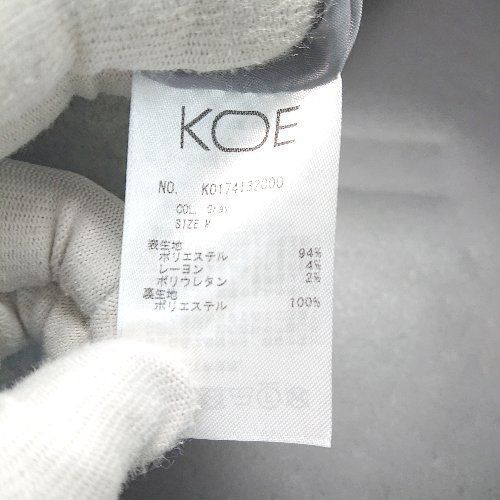 KOE
NO. K0174132000
COL. Gray
SIZE M
表生地
ポリエステル 94%
レーヨン 4%
ポリウレタン 2%
裏生地
ポリエステル 100%